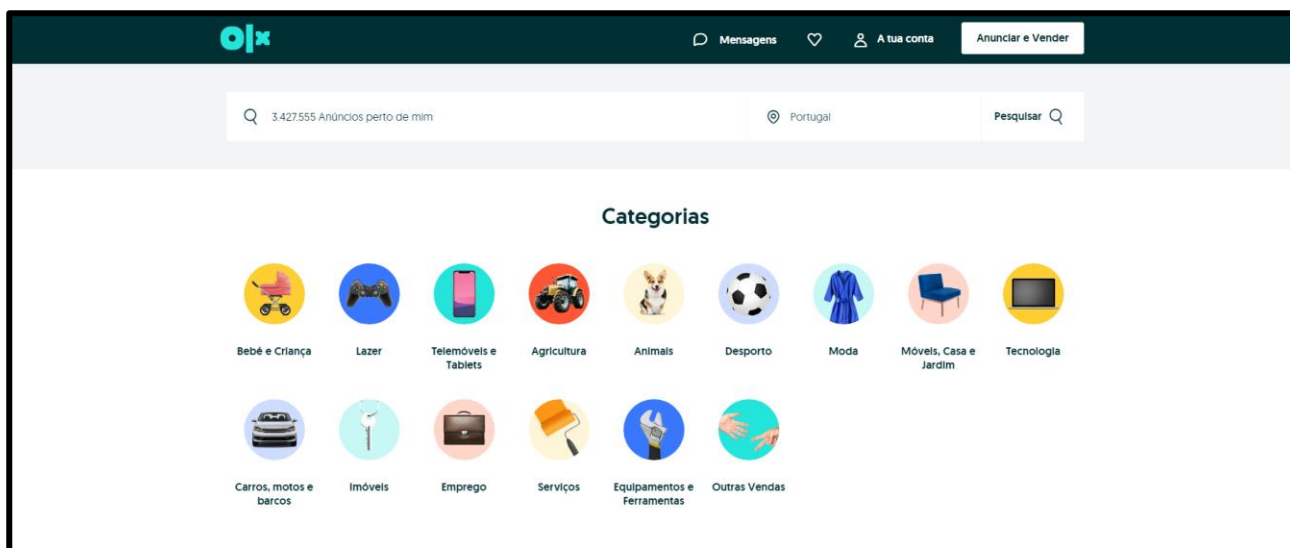 olx
Mensagens
A tua conta
Anunciar e Vender
3.427.555 Anúncios perto de mim
Portugal
Pesquisar
Categorias
Bebé e Criança
Lazer
Telemóveis e
Tablets
Agricultura
Animais
Desporto
Moda
Móveis, Casa e
Jardim
Tecnologia
Carros, motos e
barcos
Imóveis
Emprego
Serviços
Equipamentos e
Ferramentas
Outras Vendas